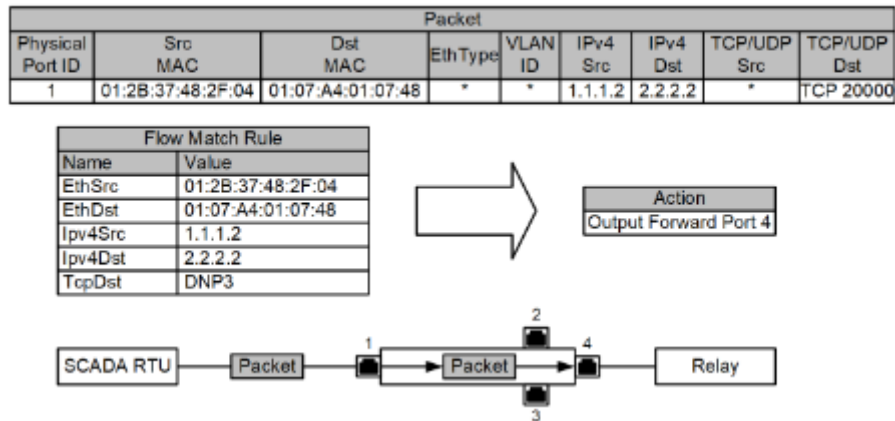 Packet
Physical Port ID Src MAC Dst MAC EthType VLAN ID IPv4 Src IPv4 Dst TCP/UDP Src TCP/UDP Dst
1 01:2B:37:48:2F:04 01:07:A4:01:07:48 * * 1.1.1.2 2.2.2.2 * TCP 20000
Flow Match Rule
Name Value
EthSrc 01:2B:37:48:2F:04
EthDst 01:07:A4:01:07:48
Ipv4Src 1.1.1.2
Ipv4Dst 2.2.2.2
TcpDst DNP3
Action
Output Forward Port 4
2
1 4
SCADA RTU Packet Packet Relay
3